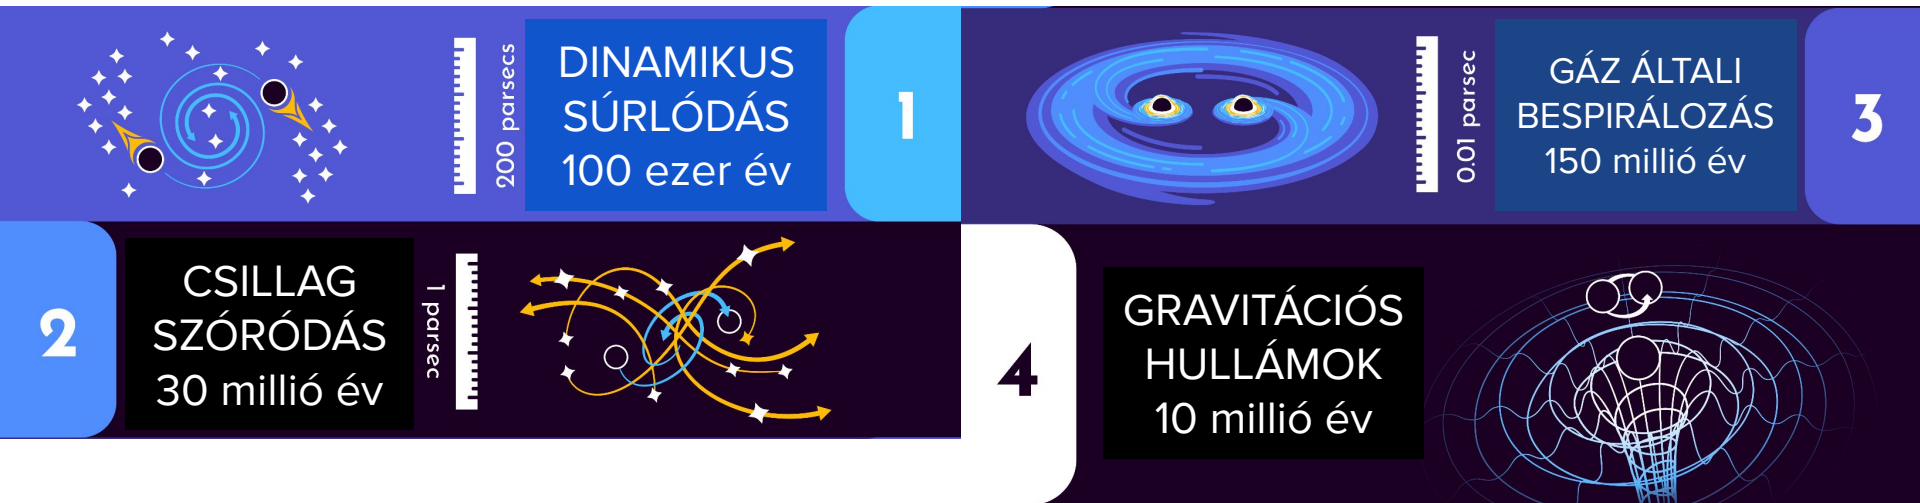 200 parsecs
DINAMIKUS
SÚRLÓDÁS
100 ezer év
1
CSILLAG
SZÓRÓDÁS
30 millió év
2
1 parsec
0.01 parsec
GÁZ ÁLTALI
BESPIRÁLOZÁS
150 millió év
3
4
GRAVITÁCIÓS
HULLÁMOK
10 millió év